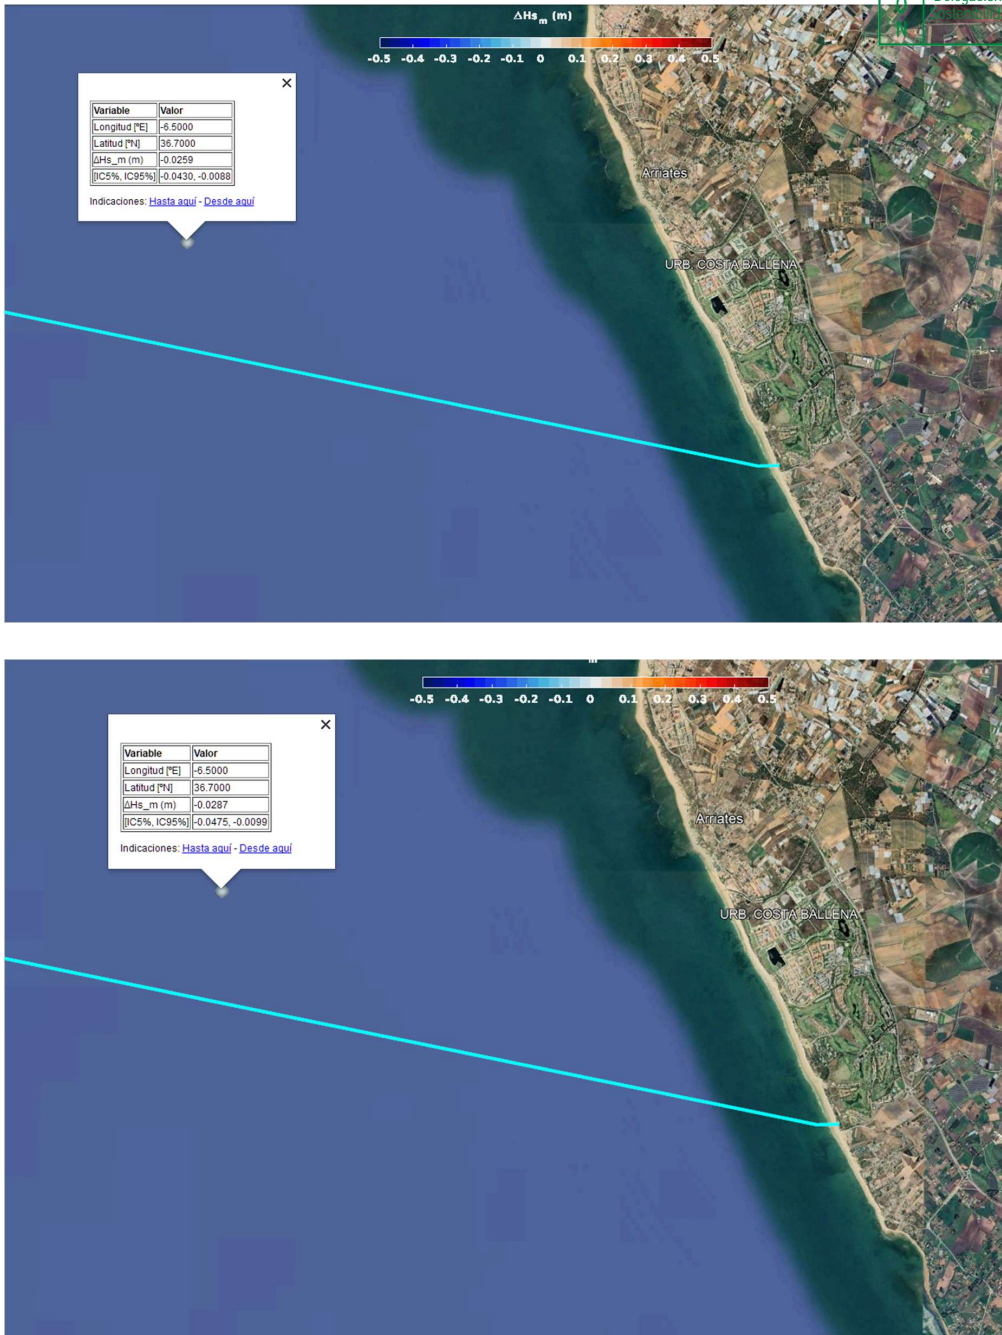 Delegación
Sostenibilidad
ΔHs_m (m)
-0.5 -0.4 -0.3 -0.2 -0.1 0 0.1 0.2 0.3 0.4 0.5
Variable Valor
Longitud [ºE] -6.5000
Latitud [ºN] 36.7000
ΔHs_m (m) -0.0259
[IC5%, IC95%] -0.0430, -0.0088
Indicaciones: Hasta aquí - Desde aquí
Arriates
URB. COSTA BALLENA
m
-0.5 -0.4 -0.3 -0.2 -0.1 0 0.1 0.2 0.3 0.4 0.5
Variable Valor
Longitud [ºE] -6.5000
Latitud [ºN] 36.7000
ΔHs_m (m) -0.0287
[IC5%, IC95%] -0.0475, -0.0099
Indicaciones: Hasta aquí - Desde aquí
Arriates
URB. COSTA BALLENA